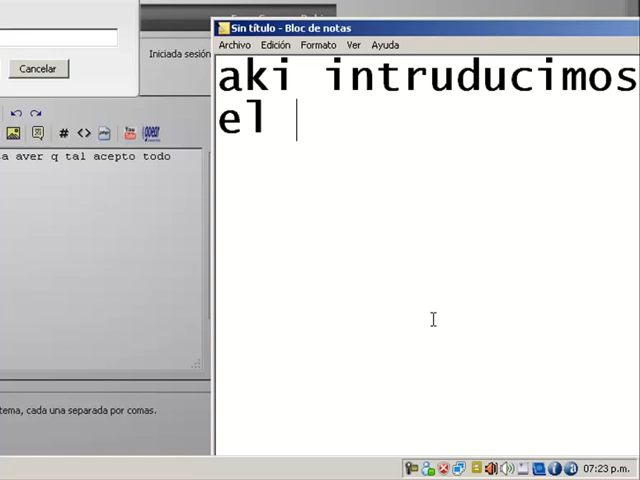 Sin título - Bloc de notas
Archivo Edición Formato Ver Ayuda
aki intruducimos
el
Iniciada sesión
Cancelar
# <> You
a aver q tal acepto todo
tema, cada una separada por comas.
07:23 p.m.